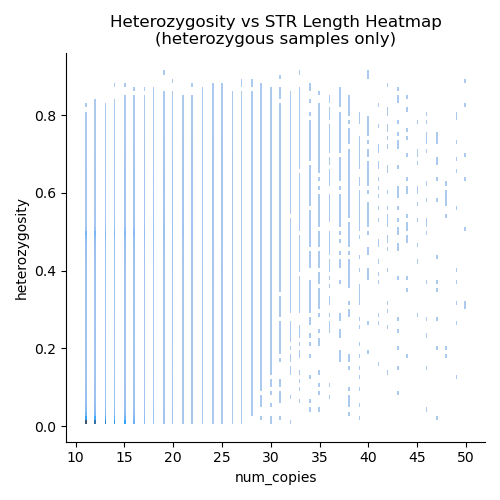 Heterozygosity vs STR Length Heatmap
(heterozygous samples only)
heterozygosity
0.8
0.6
0.4
0.2
0.0
10 15 20 25 30 35 40 45 50
num_copies